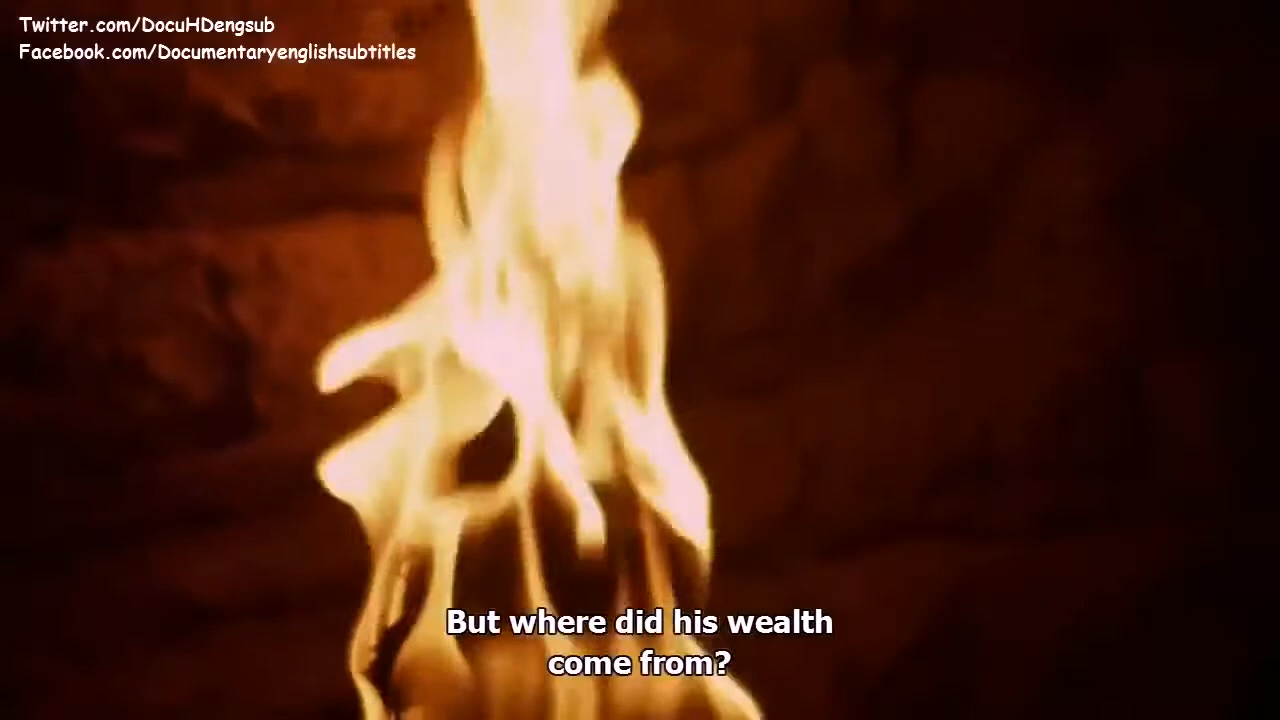 Twitter.com/DocuHDengsub
Facebook.com/Documentaryenglishsubtitles
But where did his wealth
come from?